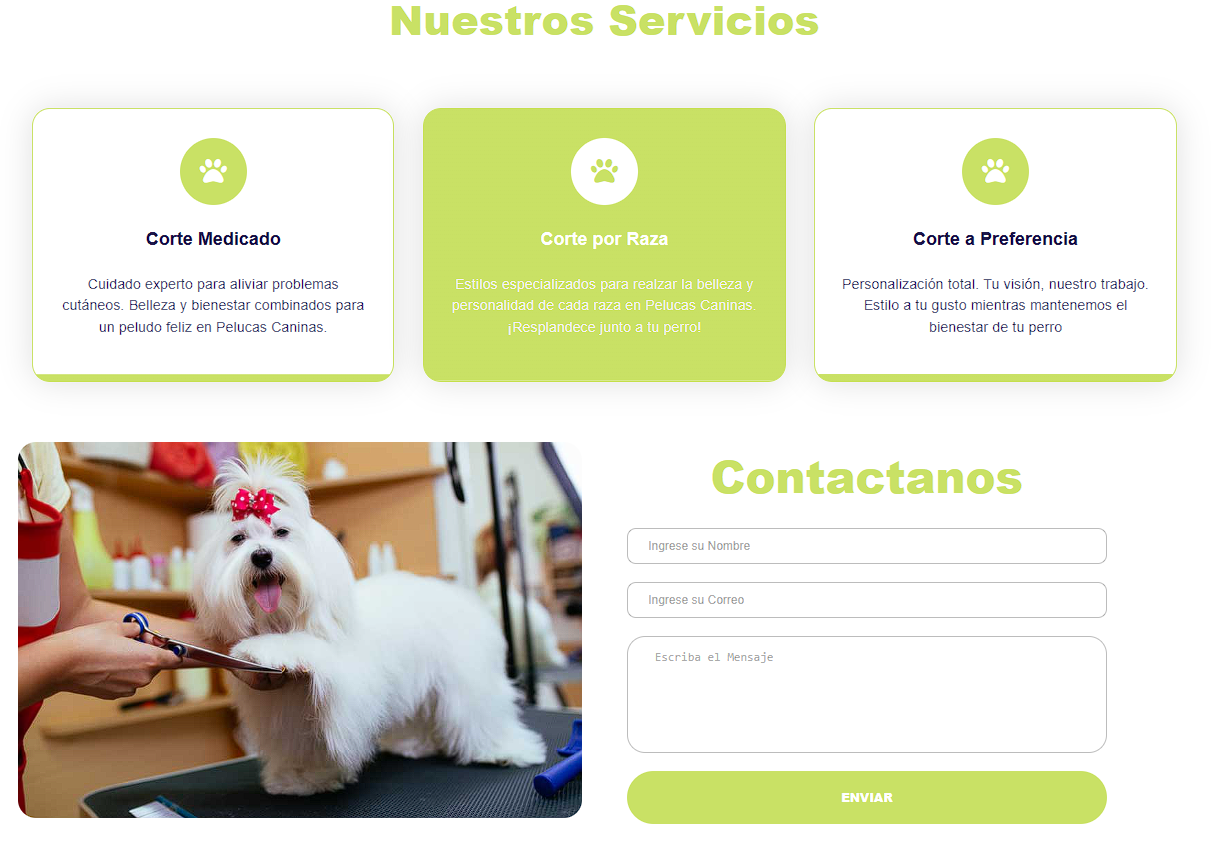 Nuestros Servicios
Corte Medicado
Cuidado experto para aliviar problemas
cutáneos. Belleza y bienestar combinados para
un peludo feliz en Pelucas Caninas.
Corte por Raza
Estilos especializados para realzar la belleza y
personalidad de cada raza en Pelucas Caninas.
¡Resplandece junto a tu perro!
Corte a Preferencia
Personalización total. Tu visión, nuestro trabajo.
Estilo a tu gusto mientras mantenemos el
bienestar de tu perro
Contactanos
Ingrese su Nombre
Ingrese su Correo
Escriba el Mensaje
ENVIAR